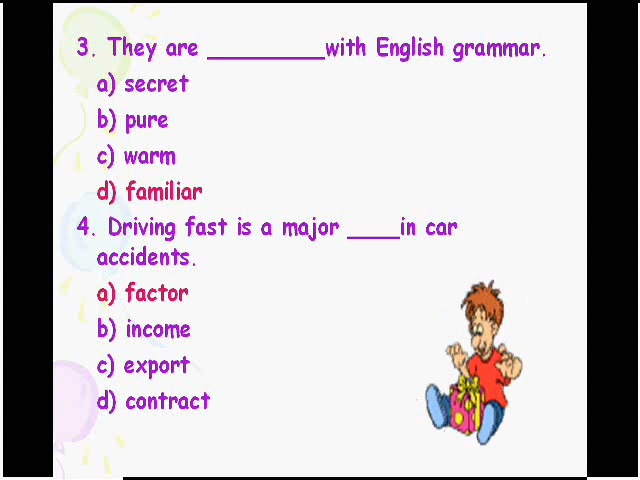 3. They are _________with English grammar.
a) secret
b) pure
c) warm
d) familiar
4. Driving fast is a major ____in car
accidents.
a) factor
b) income
c) export
d) contract